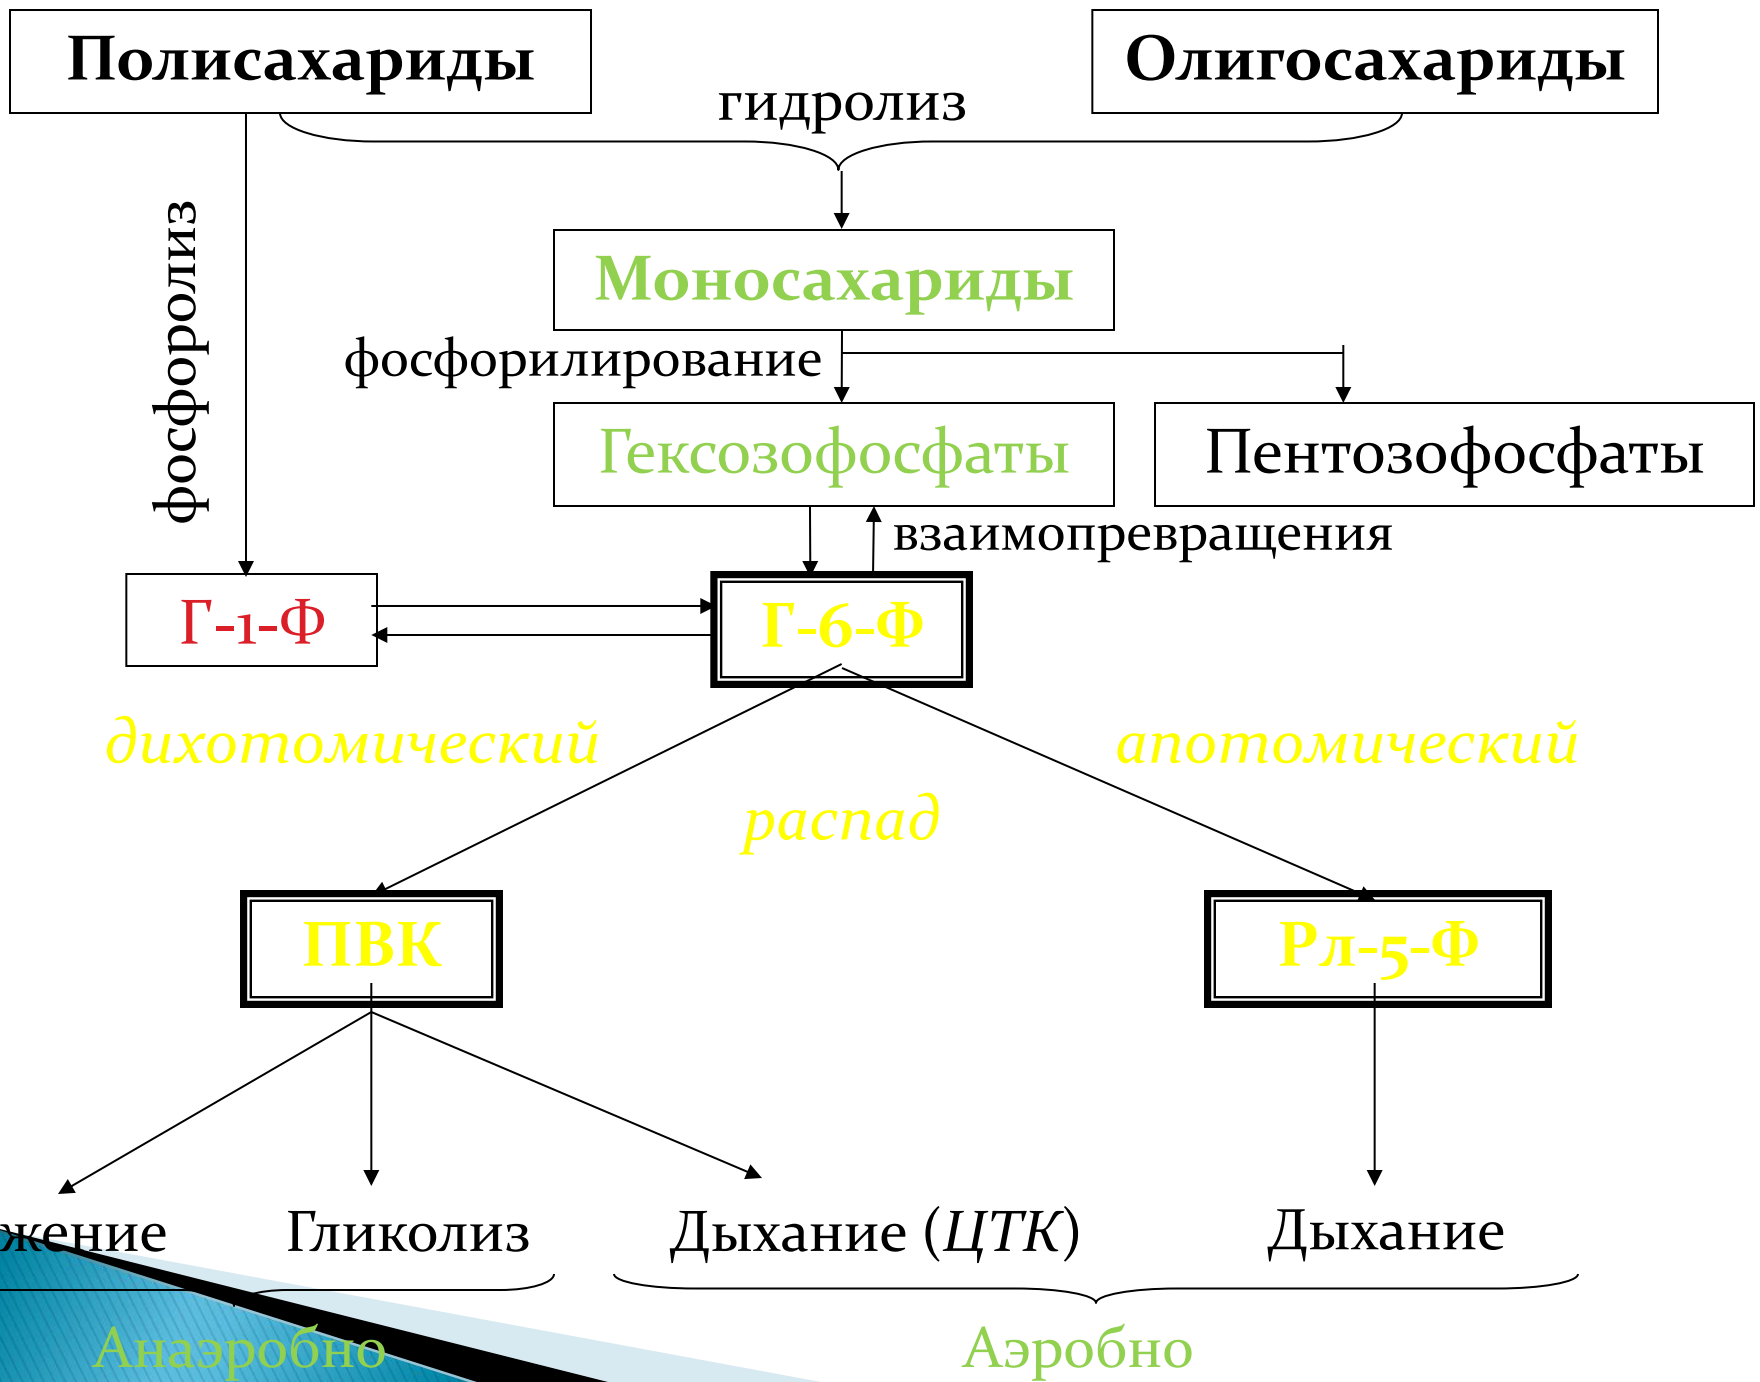 Полисахариды
Олигосахариды
гидролиз
фосфоролиз
Моносахариды
фосфорилирование
Гексозофосфаты
Пентозофосфаты
взаимопревращения
Г-1-Ф
Г-6-Ф
дихотомический
апотомический
распад
ПВК
Рл-5-Ф
жение
Гликолиз
Дыхание (ЦТК)
Дыхание
Анаэробно
Аэробно